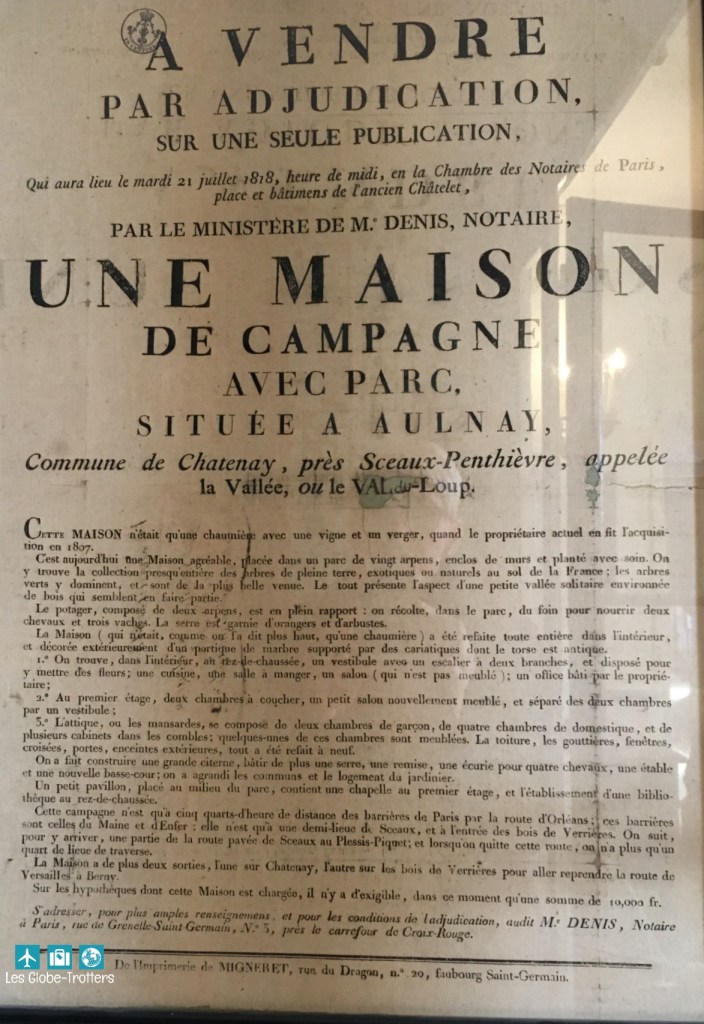 A VENDRE
PAR ADJUDICATION,
SUR UNE SEULE PUBLICATION,
Qui aura lieu le mardi 21 juillet 1818, heure de midi, en la Chambre des Notaires de Paris,
place et bâtimens de l'ancien Châtelet,
PAR LE MINISTÈRE DE M.e DENIS, NOTAIRE,
UNE MAISON
DE CAMPAGNE
AVEC PARC,
SITUÉE A AULNAY,
Commune de Chatenay, près Sceaux-Penthièvre, appelée
la Vallée, ou le VAL-du-Loup.
CETTE MAISON n'était qu'une chaumière avec une vigne et un verger, quand le propriétaire actuel en fit l'acquisi-
tion en 1807.
C'est aujourd'hui une Maison agréable, placée dans un parc de vingt arpens, enclos de murs et planté avec soin. On
y trouve la collection presqu'entière des arbres de pleine terre, exotiques ou naturels au sol de la France; les arbres
verts y dominent, et sont de la plus belle venue. Le tout présente l'aspect d'une petite vallée solitaire environnée
de bois qui semblent en faire partie.
Le potager, composé de deux arpens, est en plein rapport : on récolte, dans le parc, du foin pour nourrir deux
chevaux et trois vaches. La serre est garnie d'orangers et d'arbustes.
La Maison ( qui n'était, comme on l'a dit plus haut, qu'une chaumière ) a été refaite toute entière dans l'intérieur,
et décorée extérieurement d'un portique de marbre supporté par des cariatiques dont le torse est antique.
1.º On trouve, dans l'intérieur, au rez-de-chaussée, un vestibule avec un escalier à deux branches, et disposé pour
y mettre des fleurs; une cuisine, une salle à manger, un salon ( qui n'est pas meublé ); un office bâti par le proprié-
taire;
2.º Au premier étage, deux chambres à coucher, un petit salon nouvellement meublé, et séparé des deux chambres
par un vestibule ;
3.º L'attique, ou les mansardes, se compose de deux chambres de garçon, de quatre chambres de domestique, et de
plusieurs cabinets dans les combles; quelques-unes de ces chambres sont meublées. La toiture, les gouttières, fenêtres,
croisées, portes, enceintes extérieures, tout a été refait à neuf.
On a fait construire une grande citerne, bâtir de plus une serre, une remise, une écurie pour quatre chevaux, une étable
et une nouvelle basse-cour; on a agrandi les communs et le logement du jardinier.
Un petit pavillon, placé au milieu du parc, contient une chapelle au premier étage, et l'établissement d'une biblio-
thèque au rez-de-chaussée.
Cette campagne n'est qu'à cinq quarts-d'heure de distance des barrières de Paris par la route d'Orléans; ces barrières
sont celles du Maine et d'Enfer : elle n'est qu'à une demi-lieue de Sceaux, et à l'entrée des bois de Verrières. On suit,
pour y arriver, une partie de la route pavée de Sceaux au Plessis-Piquet; et lorsqu'on quitte cette route, on n'a plus qu'un
quart de lieue de traverse.
La Maison a de plus deux sorties, l'une sur Chatenay, l'autre sur les bois de Verrières pour aller reprendre la route de
Versailles à Berny.
Sur les hypothèques dont cette Maison est chargée, il n'y a d'exigible, dans ce moment qu'une somme de 10,000 fr.
S'adresser, pour plus amples renseignemens, et pour les conditions de l'adjudication, audit M.e DENIS, Notaire
à Paris, rue de Grenelle-Saint-Germain, N.º 3, près le carrefour de Croix-Rouge.
De l'Imprimerie de MIGNERET, rue du Dragon, n.º 20, faubourg Saint-Germain.
Les Globe-Trotters